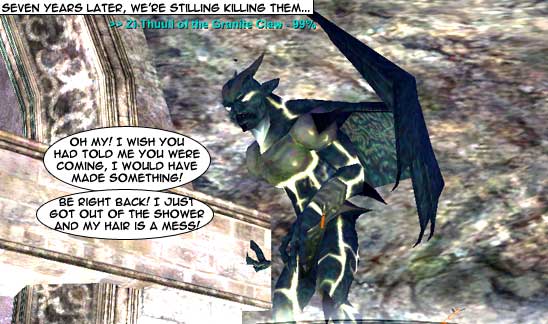 SEVEN YEARS LATER, WE'RE STILLING KILLING THEM...
>> Zi-Thuuli of the Granite Claw - 99%
OH MY! I WISH YOU
HAD TOLD ME YOU WERE
COMING, I WOULD HAVE
MADE SOMETHING!
BE RIGHT BACK! I JUST
GOT OUT OF THE SHOWER
AND MY HAIR IS A MESS!